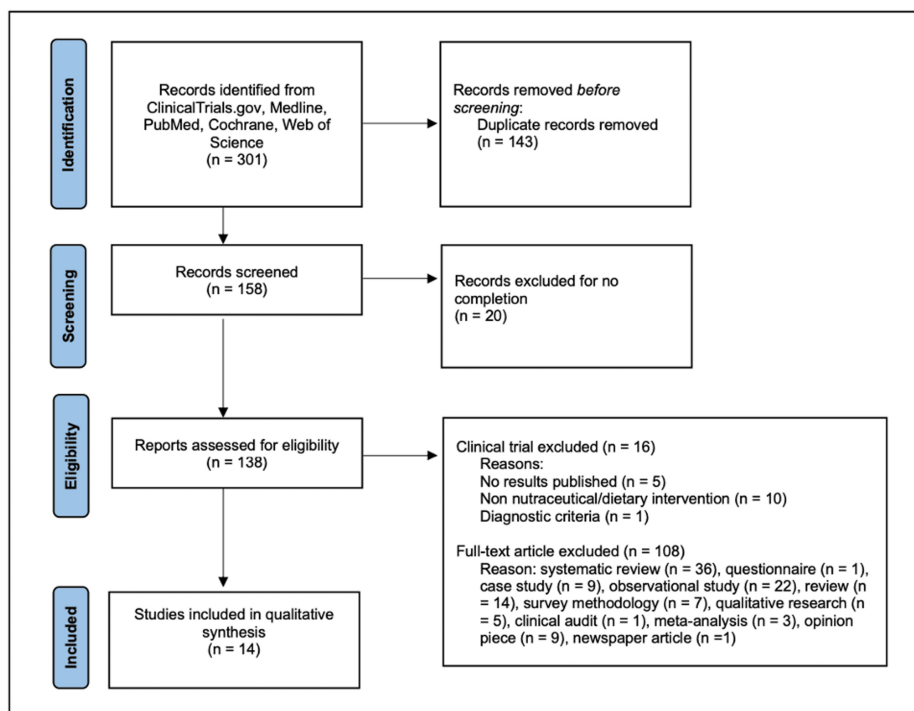 Identification
Records identified from
ClinicalTrials.gov, Medline,
PubMed, Cochrane, Web of
Science
(n = 301)
Records removed before
screening:
Duplicate records removed
(n = 143)
Screening
Records screened
(n = 158)
Records excluded for no
completion
(n = 20)
Eligibility
Reports assessed for eligibility
(n = 138)
Clinical trial excluded (n = 16)
Reasons:
No results published (n = 5)
Non nutraceutical/dietary intervention (n = 10)
Diagnostic criteria (n = 1)
Full-text article excluded (n = 108)
Reason: systematic review (n = 36), questionnaire (n = 1),
case study (n = 9), observational study (n = 22), review (n
= 14), survey methodology (n = 7), qualitative research (n
= 5), clinical audit (n = 1), meta-analysis (n = 3), opinion
piece (n = 9), newspaper article (n =1)
Included
Studies included in qualitative
synthesis
(n = 14)